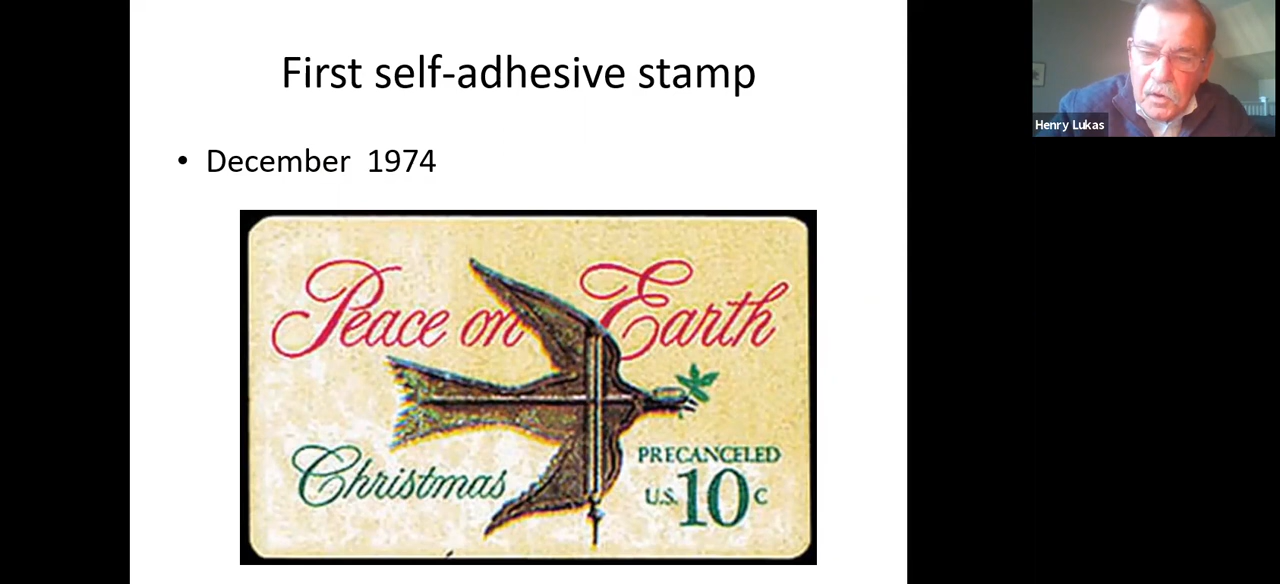 First self-adhesive stamp
• December 1974
Peace on Earth
Christmas
PRECANCELED
U.S. 10c
Henry Lukas